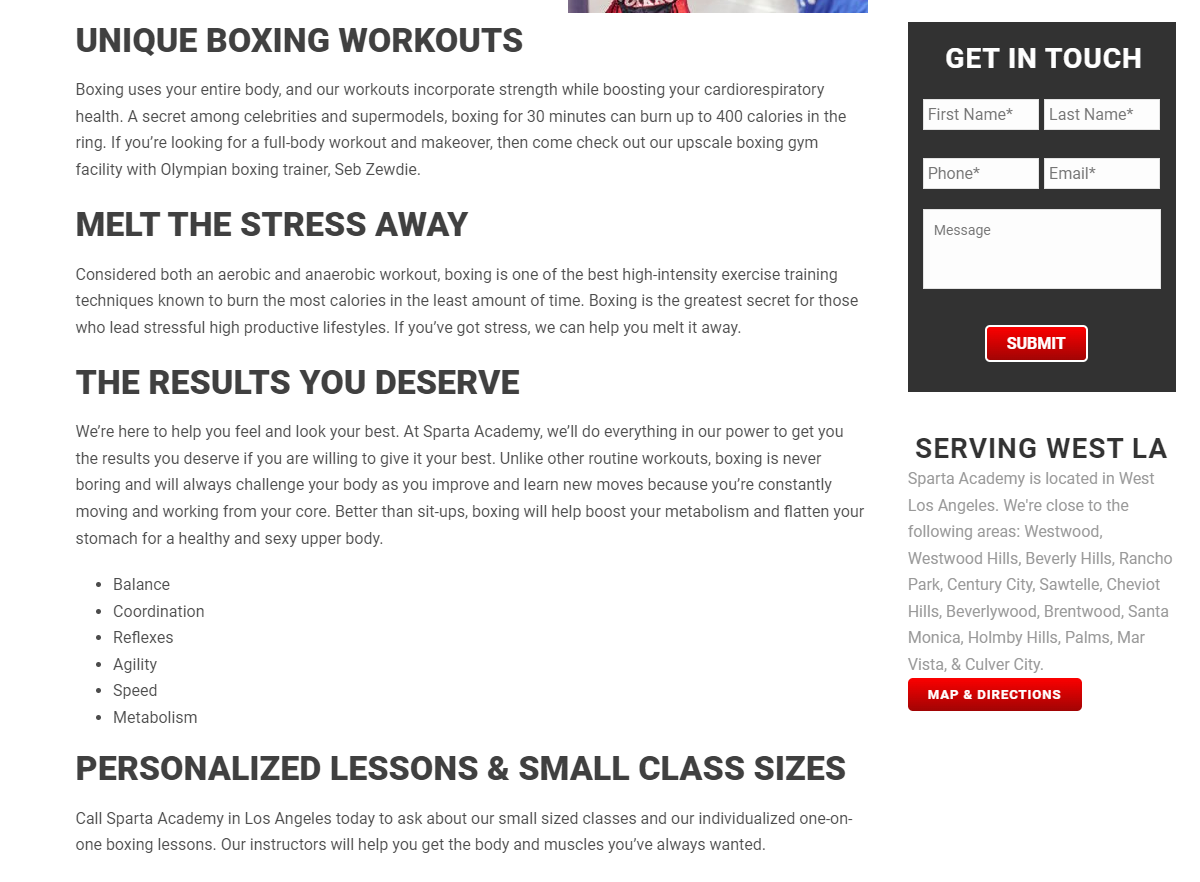 UNIQUE BOXING WORKOUTS
Boxing uses your entire body, and our workouts incorporate strength while boosting your cardiorespiratory
health. A secret among celebrities and supermodels, boxing for 30 minutes can burn up to 400 calories in the
ring. If you’re looking for a full-body workout and makeover, then come check out our upscale boxing gym
facility with Olympian boxing trainer, Seb Zewdie.
MELT THE STRESS AWAY
Considered both an aerobic and anaerobic workout, boxing is one of the best high-intensity exercise training
techniques known to burn the most calories in the least amount of time. Boxing is the greatest secret for those
who lead stressful high productive lifestyles. If you’ve got stress, we can help you melt it away.
THE RESULTS YOU DESERVE
We’re here to help you feel and look your best. At Sparta Academy, we’ll do everything in our power to get you
the results you deserve if you are willing to give it your best. Unlike other routine workouts, boxing is never
boring and will always challenge your body as you improve and learn new moves because you’re constantly
moving and working from your core. Better than sit-ups, boxing will help boost your metabolism and flatten your
stomach for a healthy and sexy upper body.
• Balance
• Coordination
• Reflexes
• Agility
• Speed
• Metabolism
PERSONALIZED LESSONS & SMALL CLASS SIZES
Call Sparta Academy in Los Angeles today to ask about our small sized classes and our individualized one-on-
one boxing lessons. Our instructors will help you get the body and muscles you’ve always wanted.
GET IN TOUCH
First Name* Last Name*
Phone* Email*
Message
SUBMIT
SERVING WEST LA
Sparta Academy is located in West
Los Angeles. We're close to the
following areas: Westwood,
Westwood Hills, Beverly Hills, Rancho
Park, Century City, Sawtelle, Cheviot
Hills, Beverlywood, Brentwood, Santa
Monica, Holmby Hills, Palms, Mar
Vista, & Culver City.
MAP & DIRECTIONS